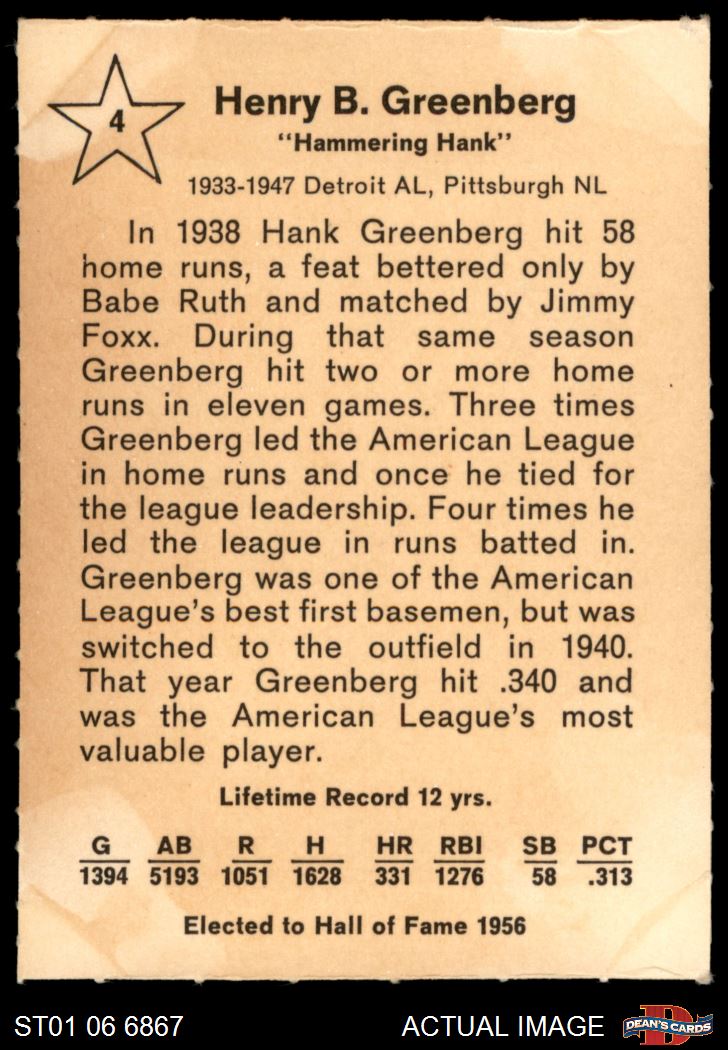 4
Henry B. Greenberg
"Hammering Hank"
1933-1947 Detroit AL, Pittsburgh NL
In 1938 Hank Greenberg hit 58
home runs, a feat bettered only by
Babe Ruth and matched by Jimmy
Foxx. During that same season
Greenberg hit two or more home
runs in eleven games. Three times
Greenberg led the American League
in home runs and once he tied for
the league leadership. Four times he
led the league in runs batted in.
Greenberg was one of the American
League's best first basemen, but was
switched to the outfield in 1940.
That year Greenberg hit .340 and
was the American League's most
valuable player.
Lifetime Record 12 yrs.
G AB R H HR RBI SB PCT
1394 5193 1051 1628 331 1276 58 .313
Elected to Hall of Fame 1956
ST01 06 6867 ACTUAL IMAGE
D
DEAN'S CARDS